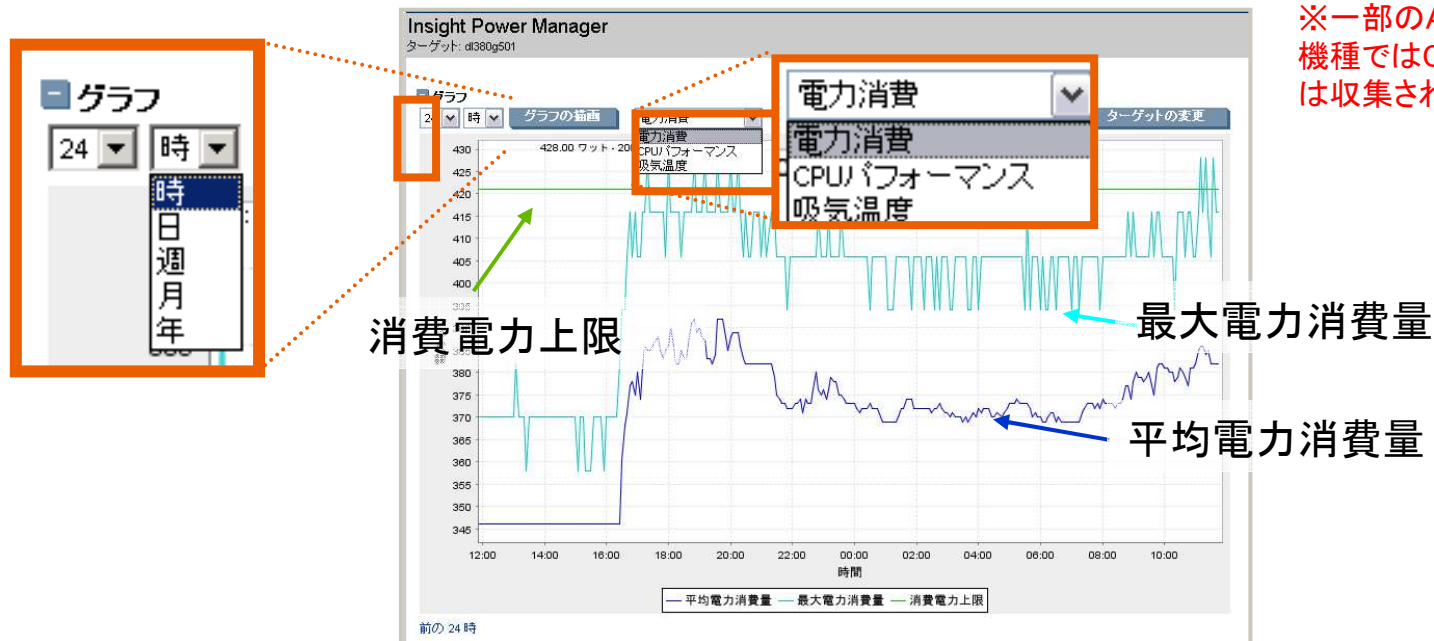 Insight Power Manager
ターゲット: dl380g501
※一部のA
機種ではC
は収集され
グラフ
24 時
時
日
週
月
年
グラフ
24 時 グラフの描画 電力消費 ターゲットの変更
電力消費
CPUパフォーマンス
吸気温度
電力消費
電力消費
CPUパフォーマンス
吸気温度
428.00 ワット - 200
430
425
420
415
410
405
400
395
380
375
370
365
360
355
350
345
消費電力上限
最大電力消費量
平均電力消費量
12:00 14:00 16:00 18:00 20:00 22:00 00:00 02:00 04:00 06:00 08:00 10:00
時間
平均電力消費量 最大電力消費量 消費電力上限
前の 24 時